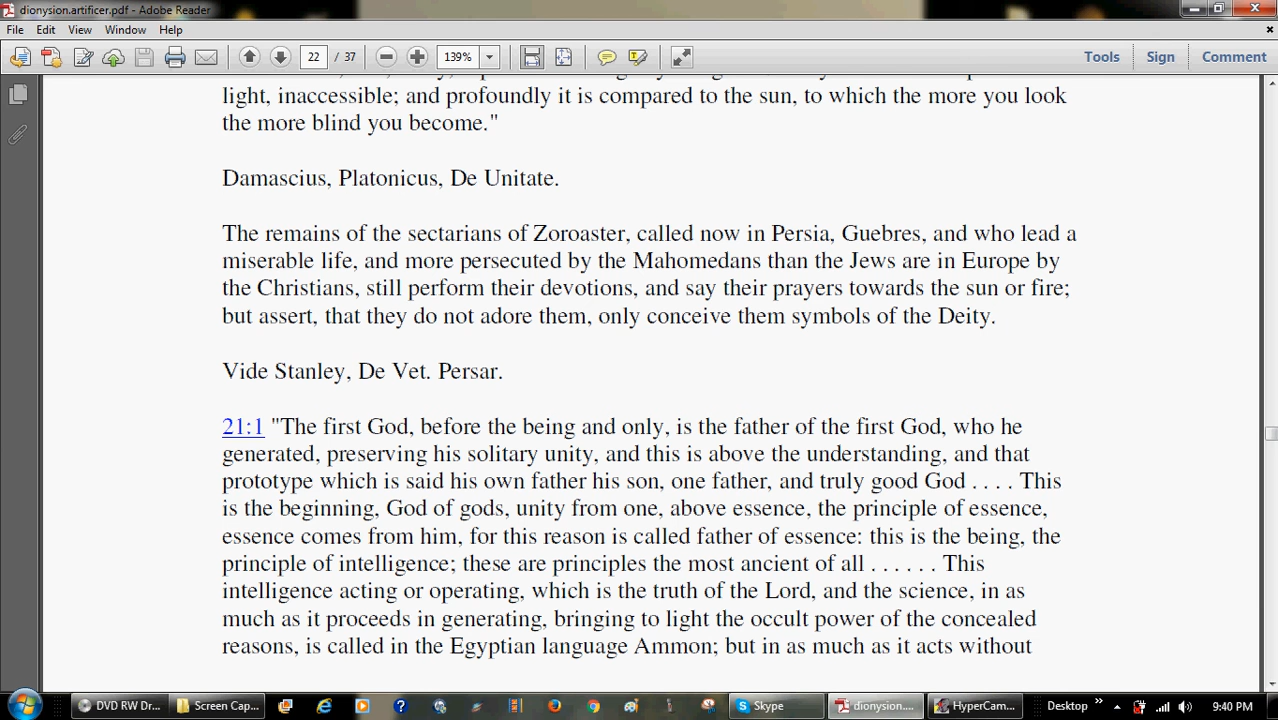 dionysion.artificer.pdf - Adobe Reader
File Edit View Window Help
22 / 37 139% Tools Sign Comment
light, inaccessible; and profoundly it is compared to the sun, to which the more you look
the more blind you become."
Damascius, Platonicus, De Unitate.
The remains of the sectarians of Zoroaster, called now in Persia, Guebres, and who lead a
miserable life, and more persecuted by the Mahomedans than the Jews are in Europe by
the Christians, still perform their devotions, and say their prayers towards the sun or fire;
but assert, that they do not adore them, only conceive them symbols of the Deity.
Vide Stanley, De Vet. Persar.
21:1 "The first God, before the being and only, is the father of the first God, who he
generated, preserving his solitary unity, and this is above the understanding, and that
prototype which is said his own father his son, one father, and truly good God . . . . This
is the beginning, God of gods, unity from one, above essence, the principle of essence,
essence comes from him, for this reason is called father of essence: this is the being, the
principle of intelligence; these are principles the most ancient of all . . . . . . This
intelligence acting or operating, which is the truth of the Lord, and the science, in as
much as it proceeds in generating, bringing to light the occult power of the concealed
reasons, is called in the Egyptian language Ammon; but in as much as it acts without
DVD RW Dr... Screen Cap... Skype dionysion.... HyperCam... Desktop 9:40 PM